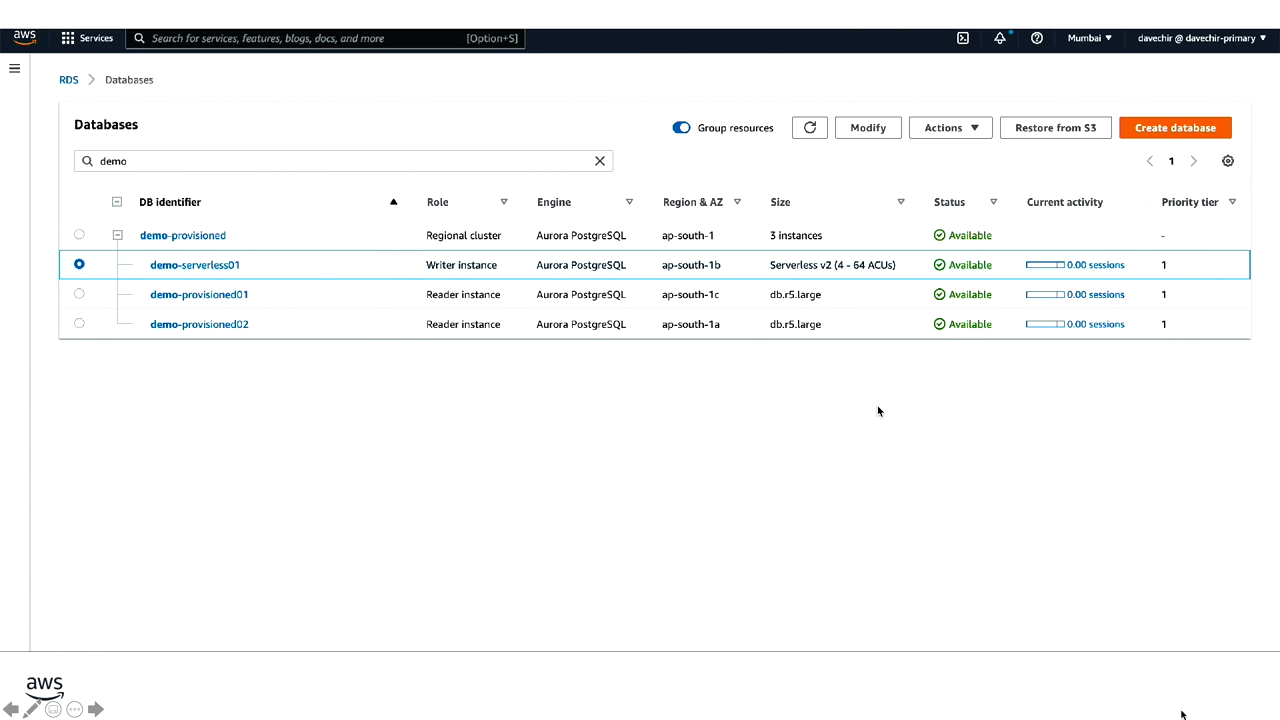 aws Services Search for services, features, blogs, docs, and more [Option+S] Mumbai davechir @ davechir-primary
RDS Databases
Databases Group resources Modify Actions Restore from S3 Create database
demo 1
DB identifier Role Engine Region & AZ Size Status Current activity Priority tier
demo-provisioned Regional cluster Aurora PostgreSQL ap-south-1 3 instances Available -
demo-serverless01 Writer instance Aurora PostgreSQL ap-south-1b Serverless v2 (4 - 64 ACUs) Available 0.00 sessions 1
demo-provisioned01 Reader instance Aurora PostgreSQL ap-south-1c db.r5.large Available 0.00 sessions 1
demo-provisioned02 Reader instance Aurora PostgreSQL ap-south-1a db.r5.large Available 0.00 sessions 1
aws